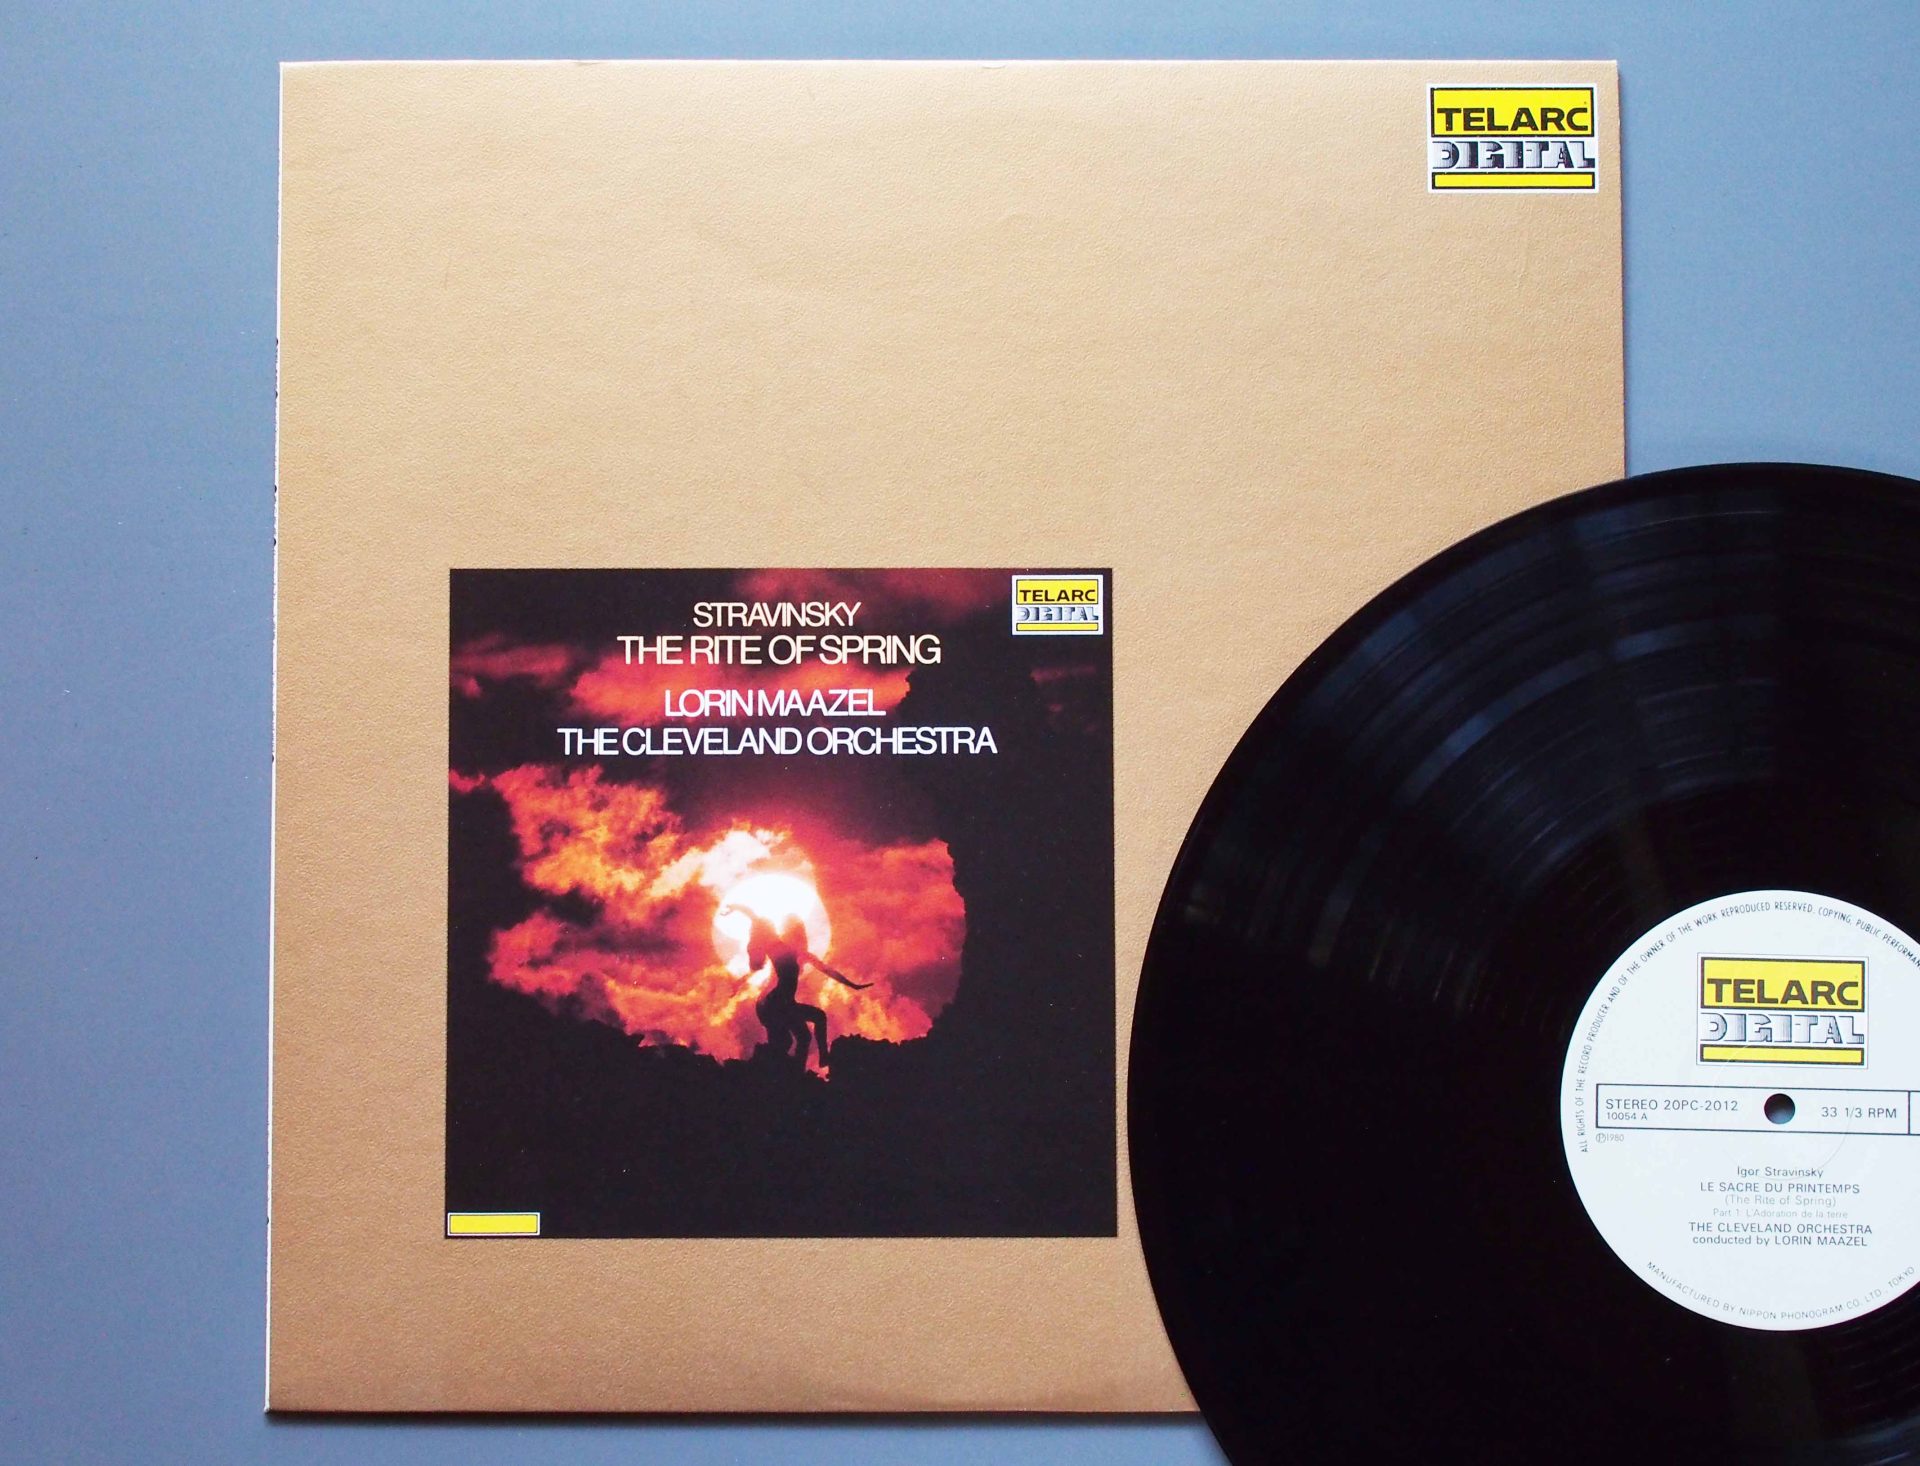 TELARC
DIGITAL
STRAVINSKY
THE RITE OF SPRING
TELARC
DIGITAL
LORIN MAAZEL
THE CLEVELAND ORCHESTRA
ALL RIGHTS OF THE RECORD PRODUCER AND OF THE OWNER OF THE WORK REPRODUCED RESERVED. COPYING, PUBLIC PERFORMAN
TELARC
DIGITAL
STEREO 20PC-2012
10054 A
33 1/3 RPM
Ⓟ1980
Igor Stravinsky
LE SACRE DU PRINTEMPS
(The Rite of Spring)
Part 1: L'Adoration de la terre
THE CLEVELAND ORCHESTRA
conducted by LORIN MAAZEL
MANUFACTURED BY NIPPON PHONOGRAM CO., LTD., TOKYO